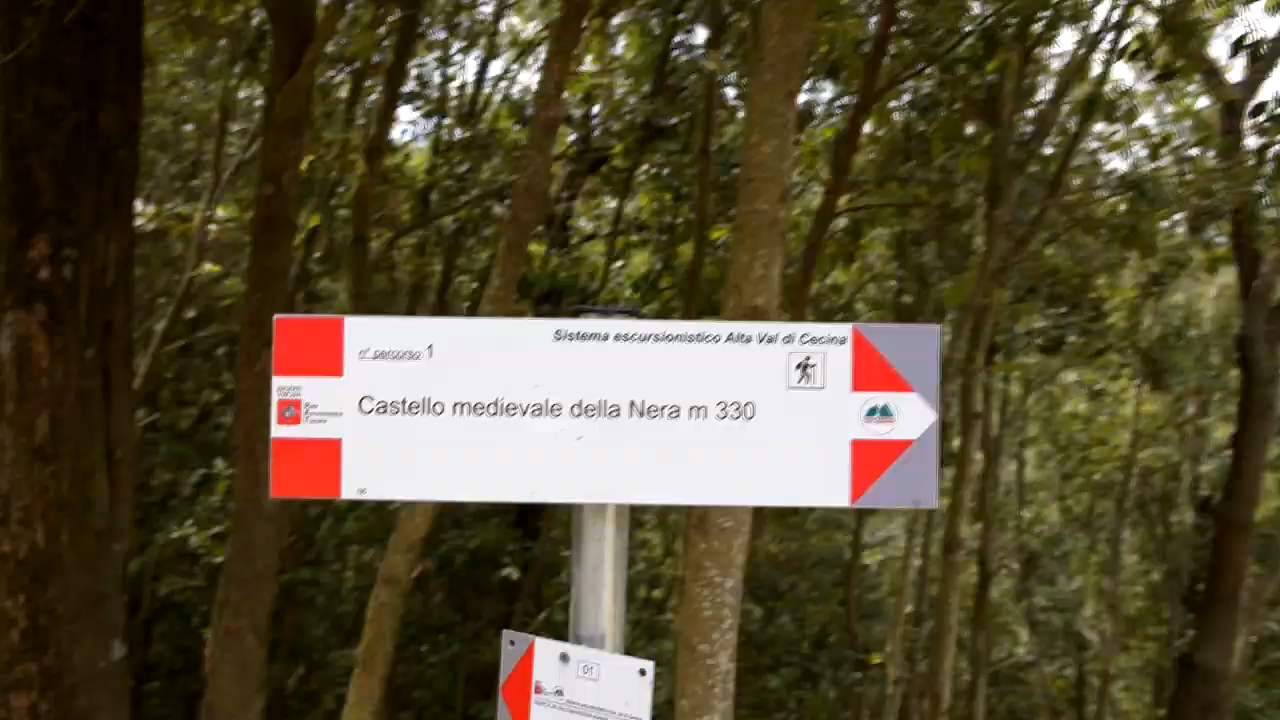 Sistema escursionistico Alta Val di Cecina
n° percorso 1
Castello medievale della Nera m 330
01